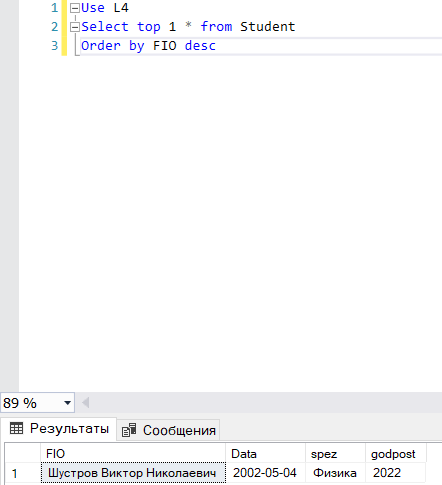 1 Use L4
2 Select top 1 * from Student
3 Order by FIO desc
89 %
Результаты Сообщения
FIO Data spez godpost
1 Шустров Виктор Николаевич 2002-05-04 Физика 2022